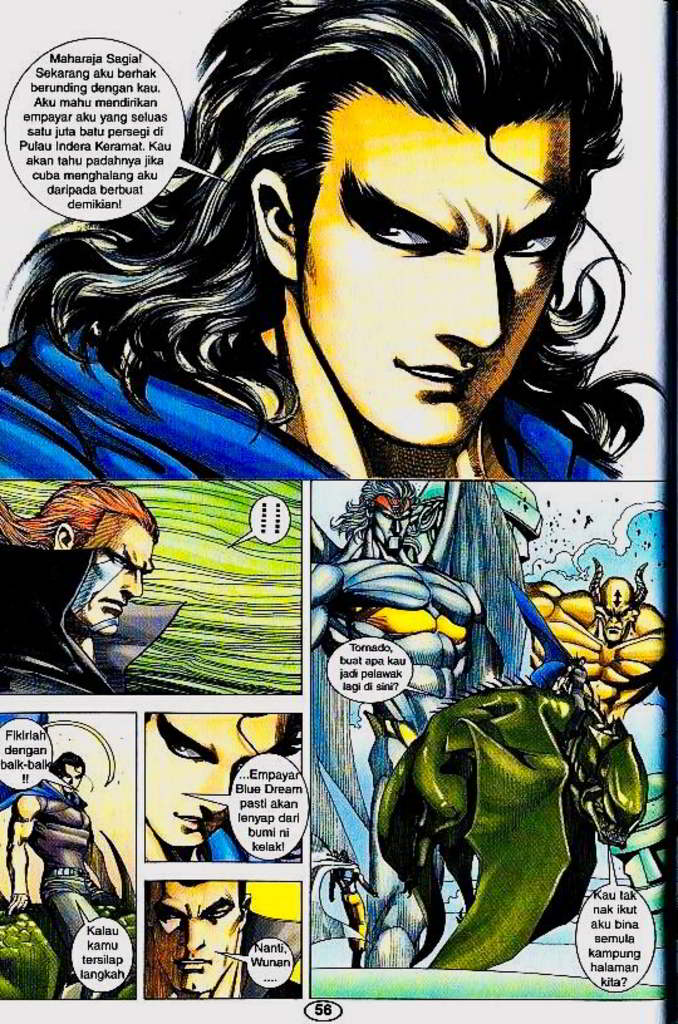 Maharaja Sagia!
Sekarang aku berhak
berunding dengan kau.
Aku mahu mendirikan
empayar aku yang seluas
satu juta batu persegi di
Pulau Indera Keramat. Kau
akan tahu padahnya jika
cuba menghalang aku
daripada berbuat
demikian!
Tornado,
buat apa kau
jadi pelawak
lagi di sini?
Kau tak
nak ikut
aku bina
semula
kampung
halaman
kita?
Fikirlah
dengan
baik-baik
!!
Kalau
kamu
tersilap
langkah
...Empayar
Blue Dream
pasti akan
lenyap dari
bumi ni
kelak!
Nanti,
Wunan
....
56